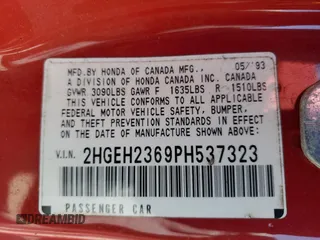 MFD.BY HONDA OF CANADA MFG., 05/'93
A DIVISION OF HONDA CANADA INC. CANADA
GVWR 3090LBS GAWR F 1635LBS R 1510LBS
THIS VEHICLE CONFORMS TO ALL APPLICABLE
FEDERAL MOTOR VEHICLE SAFETY, BUMPER,
AND THEFT PREVENTION STANDARDS IN EFFECT
ON THE DATE OF MANUFACTURE SHOWN ABOVE.
V.I.N. 2HGEH2369PH537323
PASSENGER CAR
DREAMBID